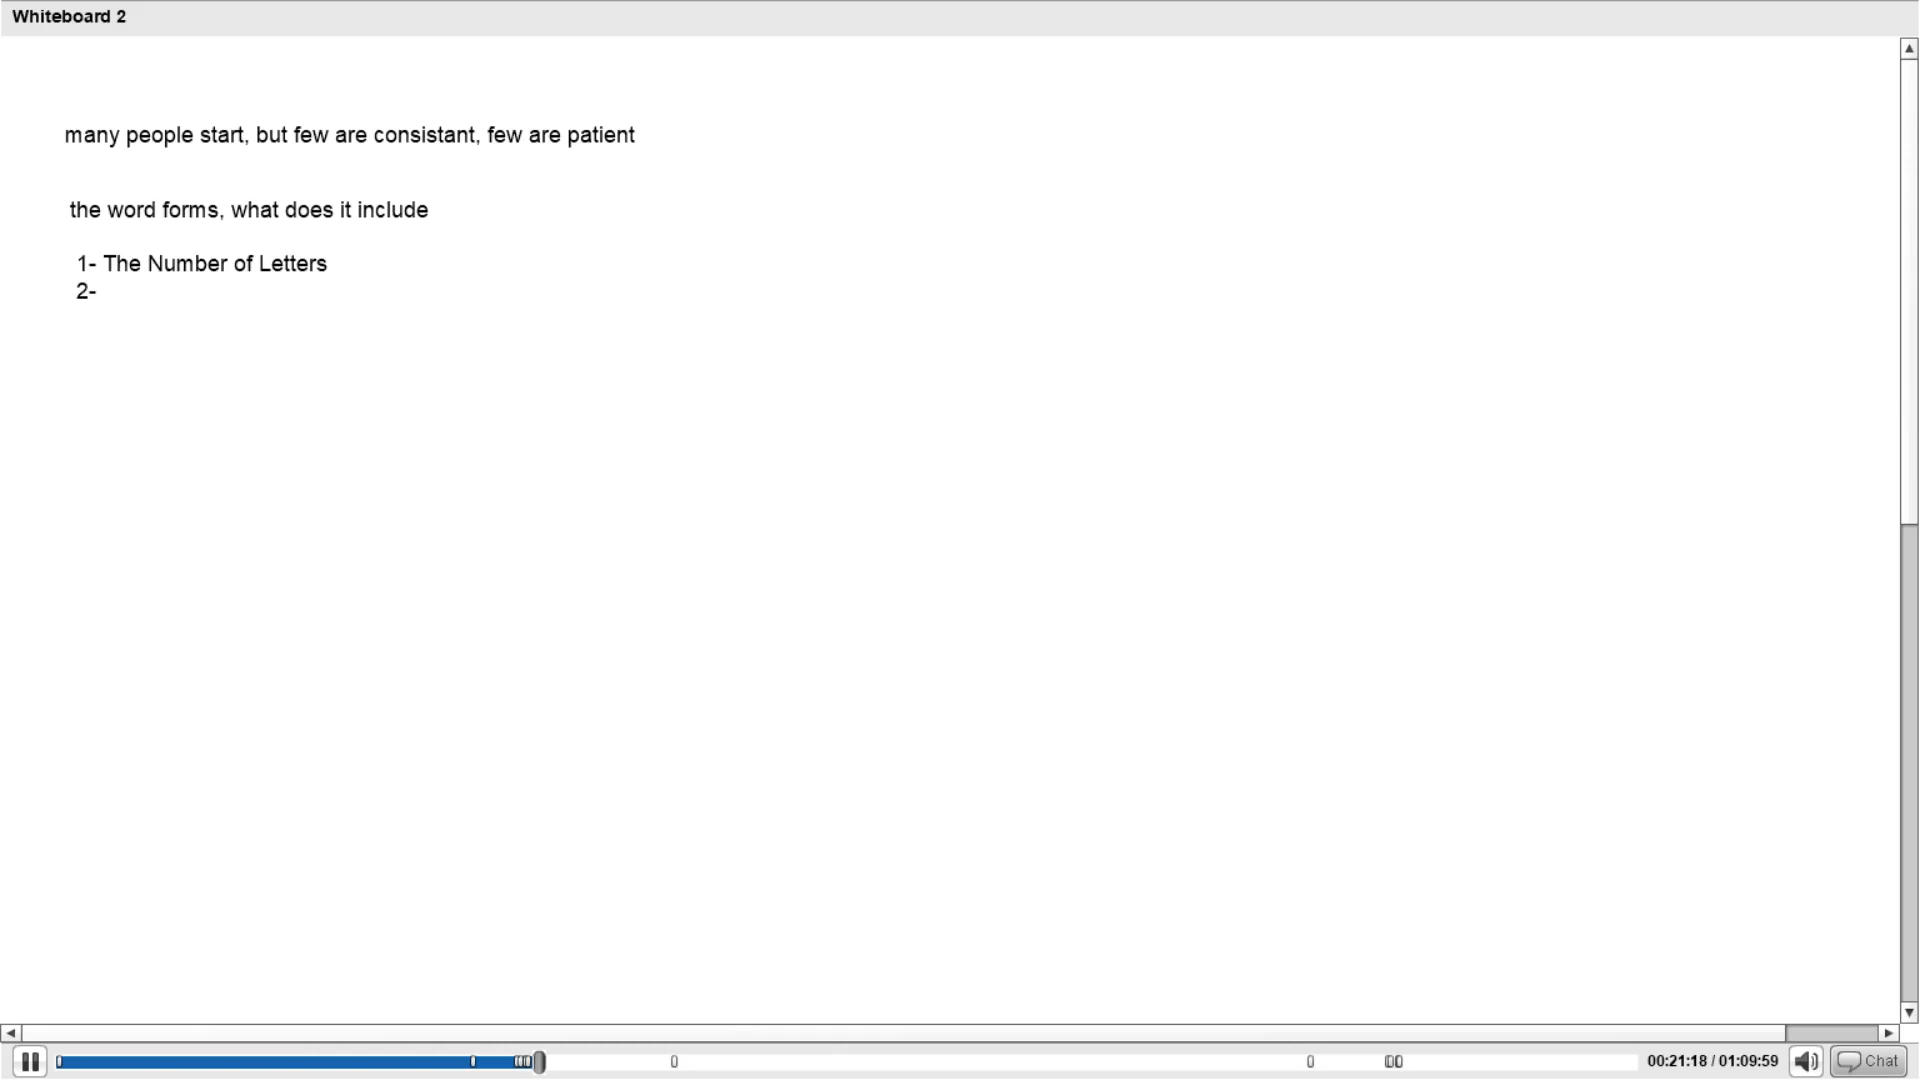 Whiteboard 2
many people start, but few are consistant, few are patient
the word forms, what does it include
1- The Number of Letters
2-
00:21:18 / 01:09:59
Chat